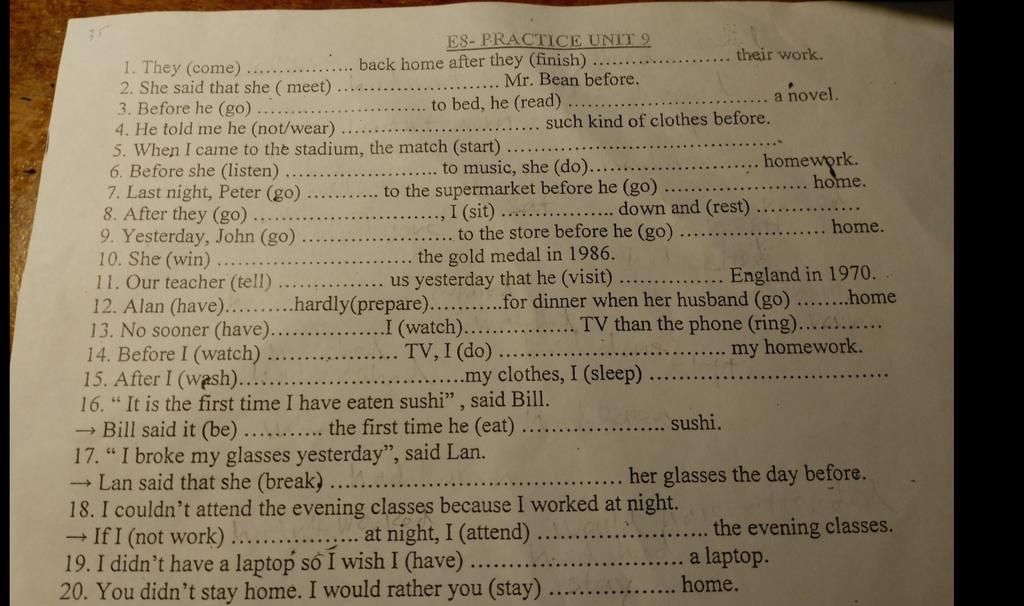 35
E8- PRACTICE UNIT 9
1. They (come) ................ back home after they (finish) ..................... their work.
2. She said that she ( meet) ........................ Mr. Bean before.
3. Before he (go) .......................... to bed, he (read) .............................. a novel.
4. He told me he (not/wear) .............................. such kind of clothes before.
5. When I came to the stadium, the match (start) ........................................
6. Before she (listen) ....................... to music, she (do).......................... homework.
7. Last night, Peter (go) ........... to the supermarket before he (go) ..................... home.
8. After they (go) ............................, I (sit) ................. down and (rest) ...............
9. Yesterday, John (go) ....................... to the store before he (go) ...................... home.
10. She (win) ............................. the gold medal in 1986.
11. Our teacher (tell) ................ us yesterday that he (visit) ............... England in 1970.
12. Alan (have)..........hardly(prepare)...........for dinner when her husband (go) ........home
13. No sooner (have).................I (watch)................ TV than the phone (ring)............
14. Before I (watch) ................... TV, I (do) ................................. my homework.
15. After I (wash)..................................my clothes, I (sleep) ...................................
16. “ It is the first time I have eaten sushi” , said Bill.
→ Bill said it (be) ........... the first time he (eat) .................... sushi.
17. “ I broke my glasses yesterday”, said Lan.
→ Lan said that she (break) .......................................... her glasses the day before.
18. I couldn't attend the evening classes because I worked at night.
→ If I (not work) .................. at night, I (attend) ........................ the evening classes.
19. I didn't have a laptop so I wish I (have) .............................. a laptop.
20. You didn't stay home. I would rather you (stay) .................. home.